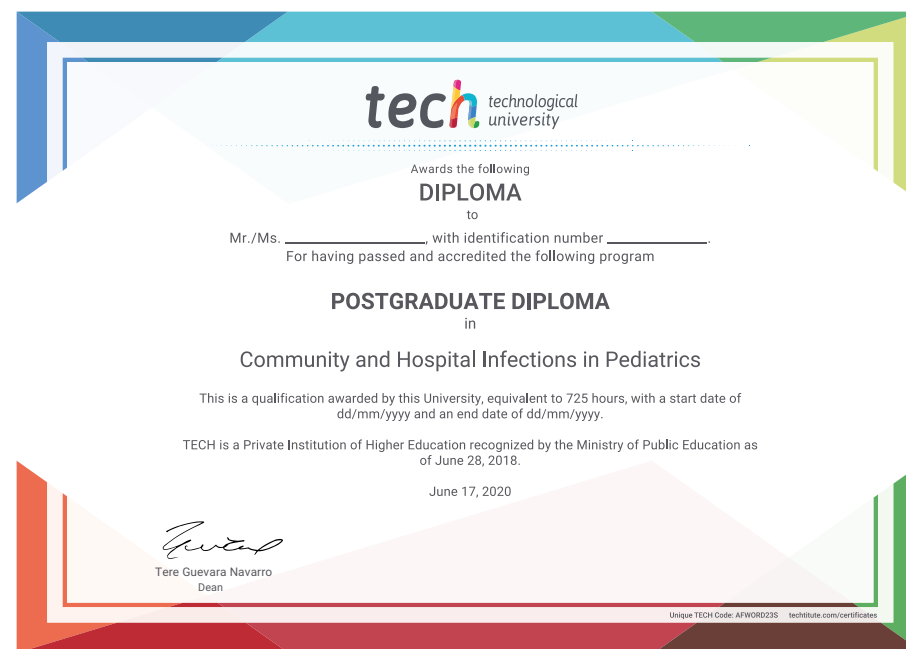 tech technological
university
Awards the following
DIPLOMA
to
Mr./Ms. ____________________, with identification number ______________.
For having passed and accredited the following program
POSTGRADUATE DIPLOMA
in
Community and Hospital Infections in Pediatrics
This is a qualification awarded by this University, equivalent to 725 hours, with a start date of
dd/mm/yyyy and an end date of dd/mm/yyyy.
TECH is a Private Institution of Higher Education recognized by the Ministry of Public Education as
of June 28, 2018.
June 17, 2020
Tere Guevara Navarro
Dean
Unique TECH Code: AFWORD23S techtitute.com/certificates